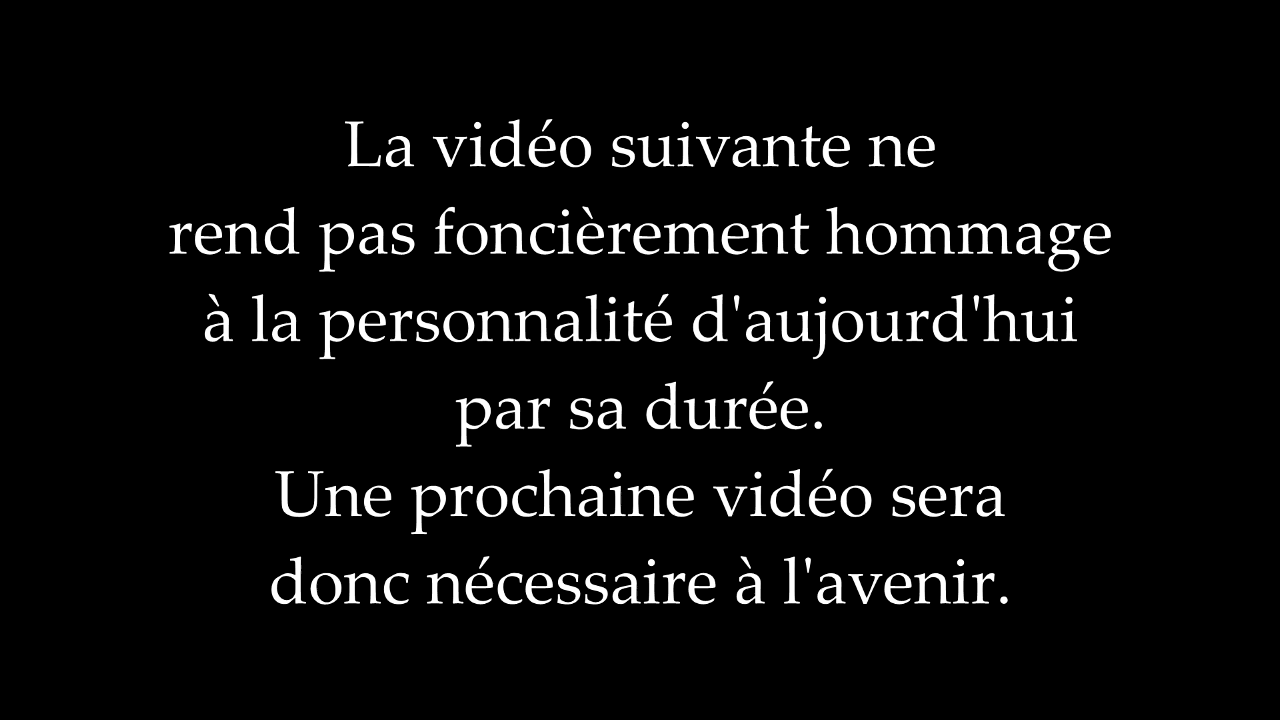 La vidéo suivante ne
rend pas foncièrement hommage
à la personnalité d'aujourd'hui
par sa durée.
Une prochaine vidéo sera
donc nécessaire à l'avenir.